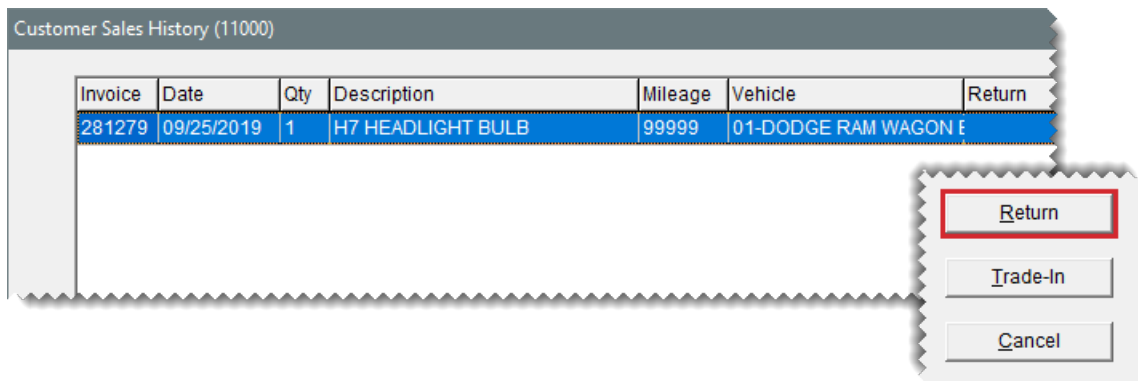 Customer Sales History (11000)
Invoice Date Qty Description Mileage Vehicle Return
281279 09/25/2019 1 H7 HEADLIGHT BULB 99999 01-DODGE RAM WAGON
Return
Trade-In
Cancel